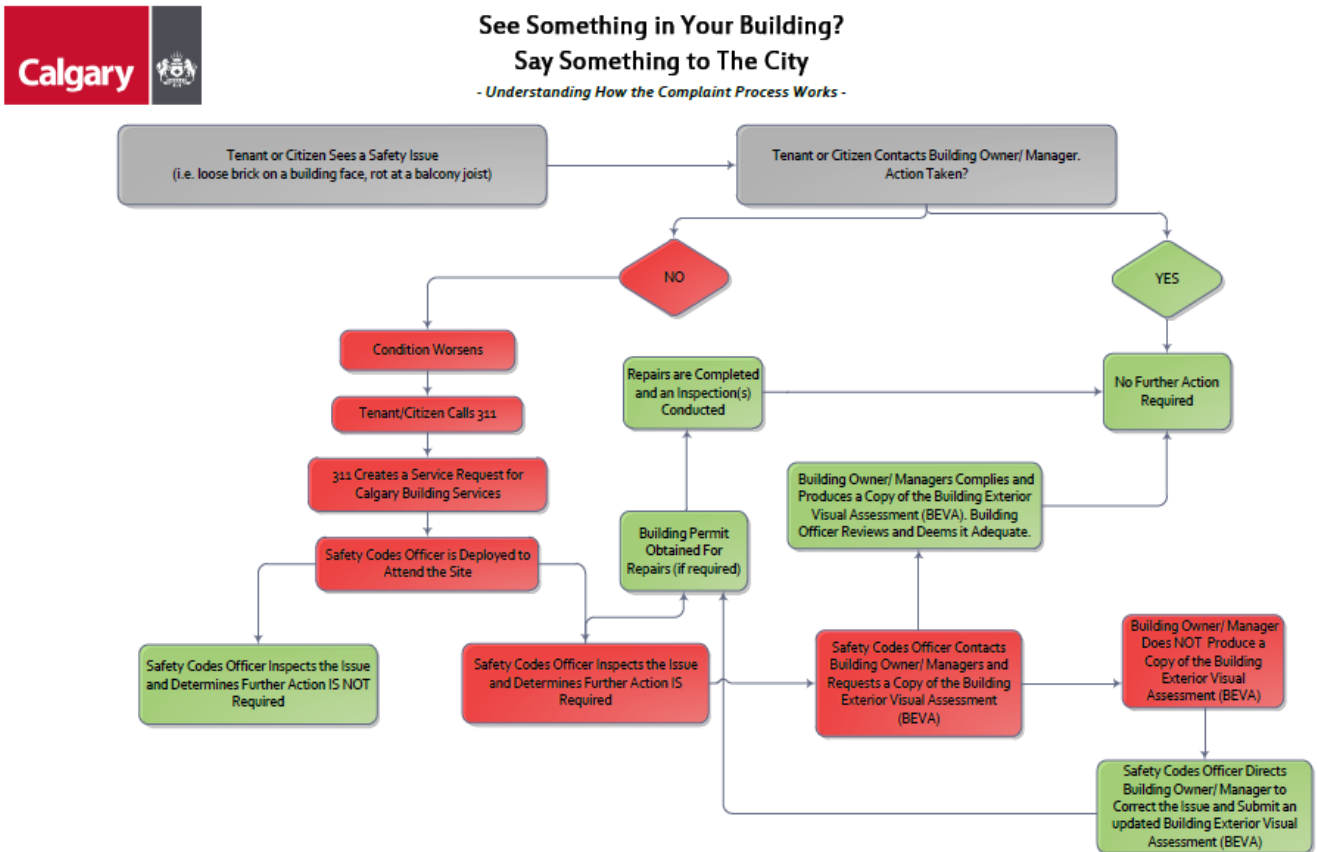 Calgary
See Something in Your Building?
Say Something to The City
- Understanding How the Complaint Process Works -
Tenant or Citizen Sees a Safety Issue
(i.e. loose brick on a building face, rot at a balcony joist)
Tenant or Citizen Contacts Building Owner/ Manager.
Action Taken?
NO
YES
Condition Worsens
Tenant/Citizen Calls 311
311 Creates a Service Request for
Calgary Building Services
Safety Codes Officer is Deployed to
Attend the Site
Safety Codes Officer Inspects the Issue
and Determines Further Action IS NOT
Required
Safety Codes Officer Inspects the Issue
and Determines Further Action IS
Required
Repairs are Completed
and an Inspection(s)
Conducted
Building Permit
Obtained For
Repairs (if required)
No Further Action
Required
Building Owner/ Managers Complies and
Produces a Copy of the Building Exterior
Visual Assessment (BEVA). Building
Officer Reviews and Deems it Adequate.
Safety Codes Officer Contacts
Building Owner/ Managers and
Requests a Copy of the Building
Exterior Visual Assessment
(BEVA)
Building Owner/ Manager
Does NOT Produce a
Copy of the Building
Exterior Visual
Assessment (BEVA)
Safety Codes Officer Directs
Building Owner/ Manager to
Correct the Issue and Submit an
updated Building Exterior Visual
Assessment (BEVA)